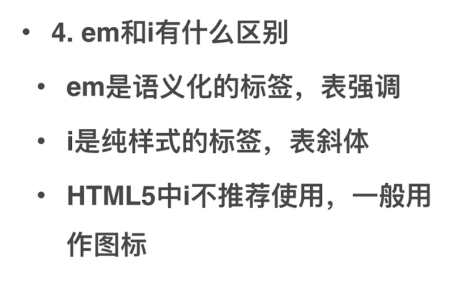 • 4. em和i有什么区别
• em是语义化的标签，表强调
• i是纯样式的标签，表斜体
• HTML5中i不推荐使用，一般用
作图标